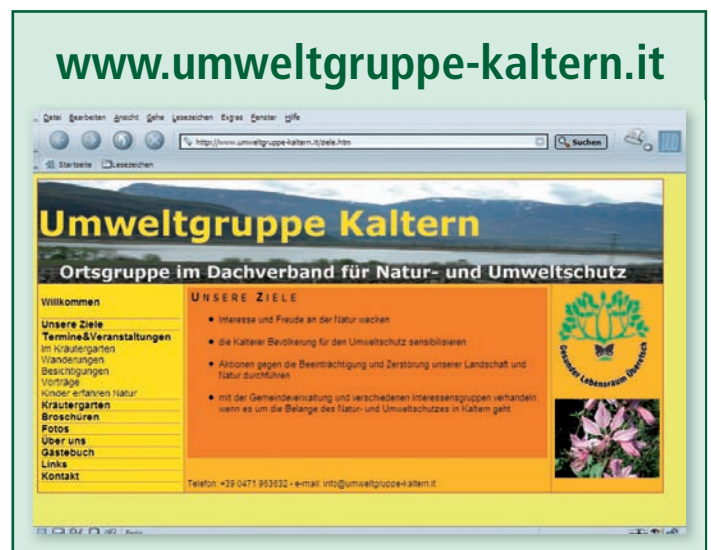 www.umweltgruppe-kaltern.it
Datei Bearbeiten Ansicht Gehe Lesezeichen Extras Fenster Hilfe
http://www.umweltgruppe-kaltern.it/ziele.htm
Suchen
Startseite Lesezeichen
Umweltgruppe Kaltern
Ortsgruppe im Dachverband für Natur- und Umweltschutz
Willkommen
Unsere Ziele
Termine&Veranstaltungen
Im Kräutergarten
Wanderungen
Besichtigungen
Vorträge
Kinder erfahren Natur
Kräutergarten
Broschüren
Fotos
Über uns
Gästebuch
Links
Kontakt
UNSERE ZIELE
• Interesse und Freude an der Natur wecken
• die Kalterer Bevölkerung für den Umweltschutz sensibilisieren
• Aktionen gegen die Beeinträchtigung und Zerstörung unserer Landschaft und
Natur durchführen
• mit der Gemeindeverwaltung und verschiedenen Interessensgruppen verhandeln,
wenn es um die Belange des Natur- und Umweltschutzes in Kaltern geht
Telefon: +39 0471 963632 - e-mail: info@umweltgruppe-kaltern.it
Gesunder Lebensraum Überetsch